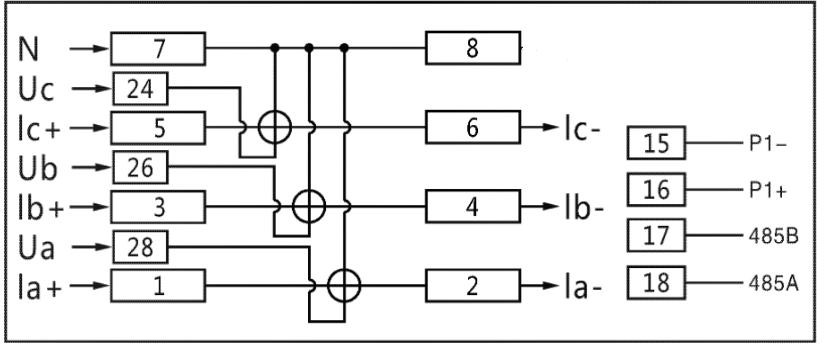 N 7 8
Uc 24
Ic+ 5 6 Ic-
15 P1-
Ub 26
16 P1+
Ib+ 3 4 Ib-
17 485B
Ua 28
Ia+ 1 2 Ia-
18 485A